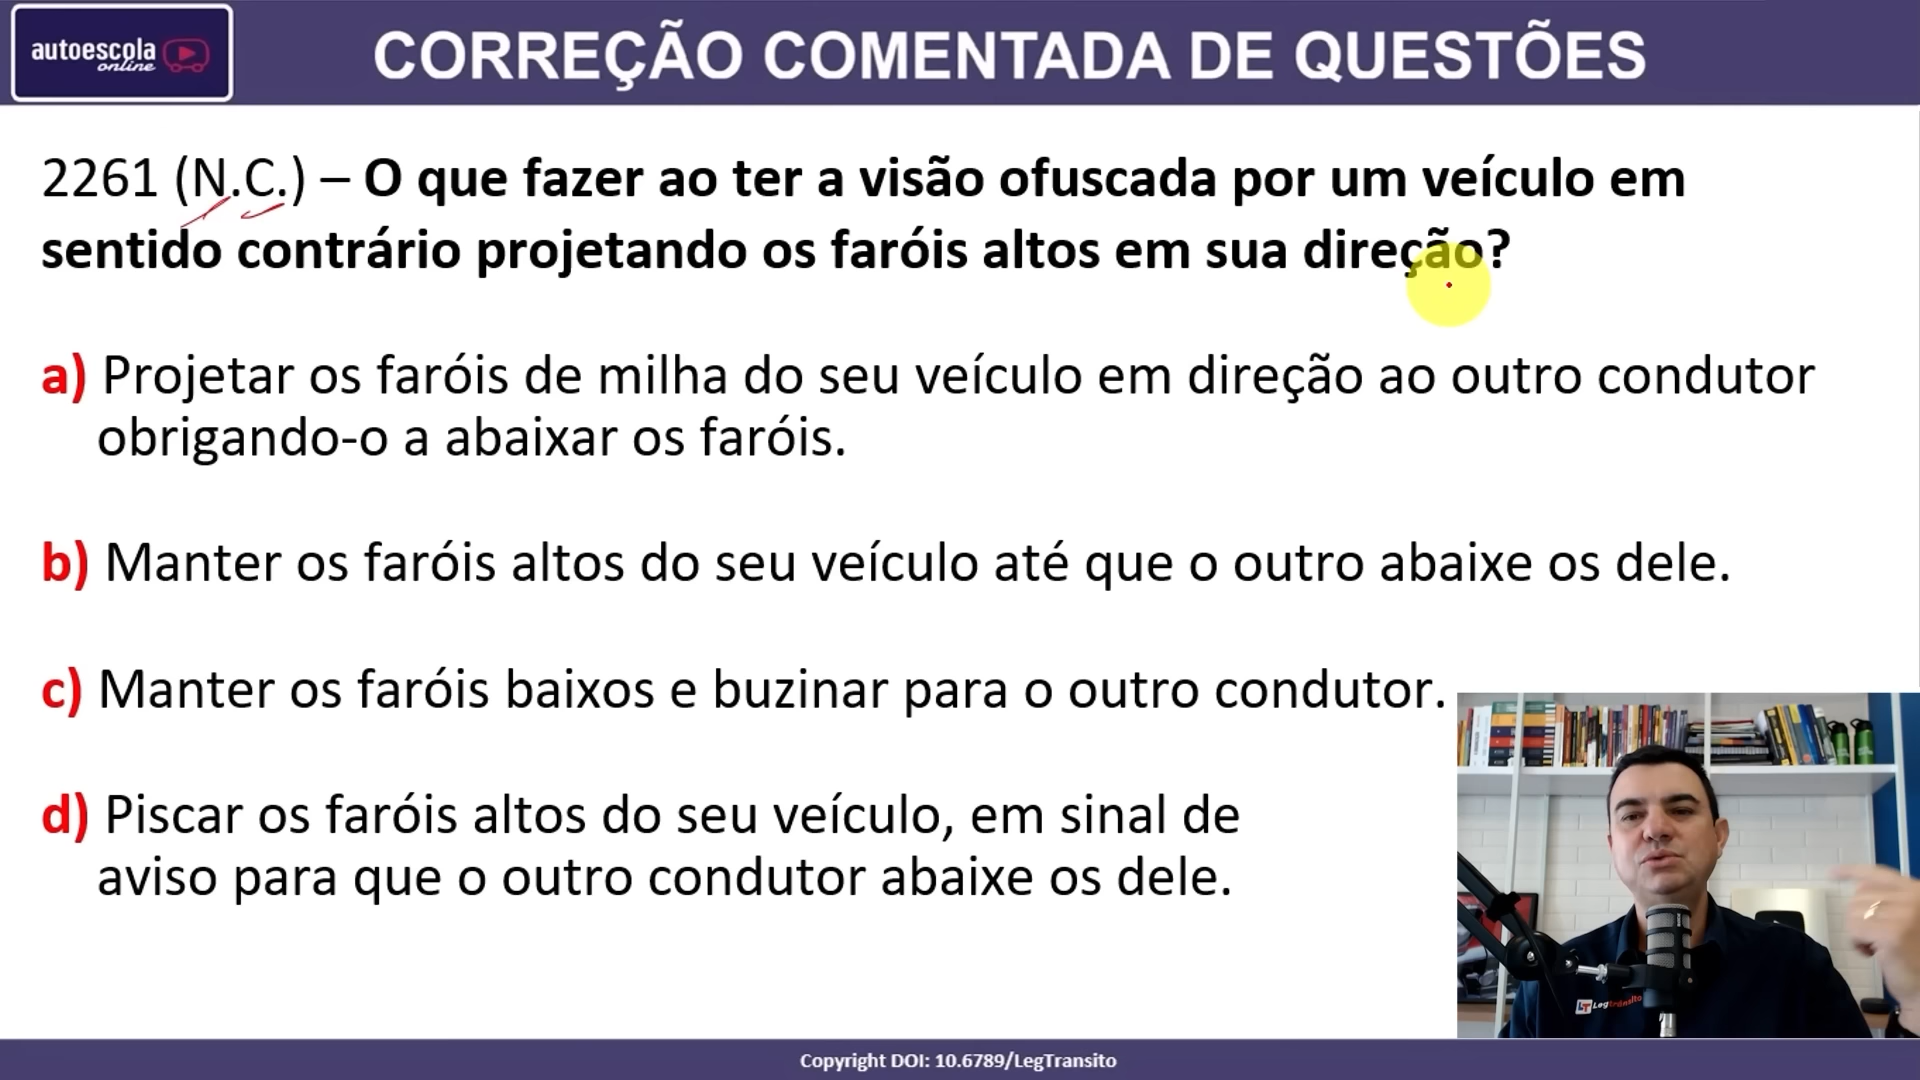 autoescola
online
CORREÇÃO COMENTADA DE QUESTÕES
2261 (N.C.) – O que fazer ao ter a visão ofuscada por um veículo em
sentido contrário projetando os faróis altos em sua direção?
a) Projetar os faróis de milha do seu veículo em direção ao outro condutor
obrigando-o a abaixar os faróis.
b) Manter os faróis altos do seu veículo até que o outro abaixe os dele.
c) Manter os faróis baixos e buzinar para o outro condutor.
d) Piscar os faróis altos do seu veículo, em sinal de
aviso para que o outro condutor abaixe os dele.
LT Legtrânsito
Copyright DOI: 10.6789/LegTransito